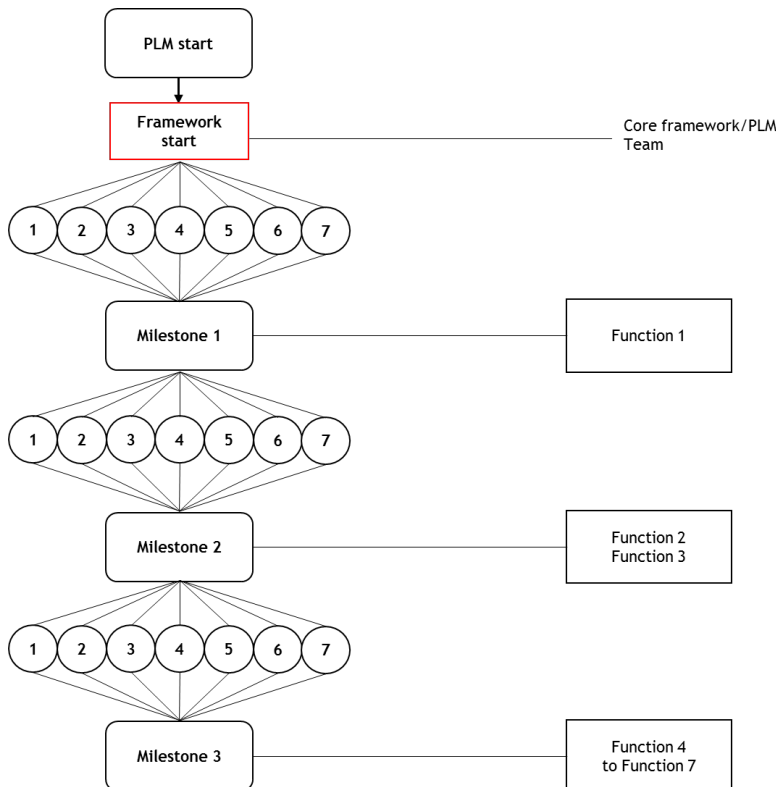 PLM start
Framework
start
Core framework/PLM
Team
1 2 3 4 5 6 7
Milestone 1
Function 1
1 2 3 4 5 6 7
Milestone 2
Function 2
Function 3
1 2 3 4 5 6 7
Milestone 3
Function 4
to Function 7